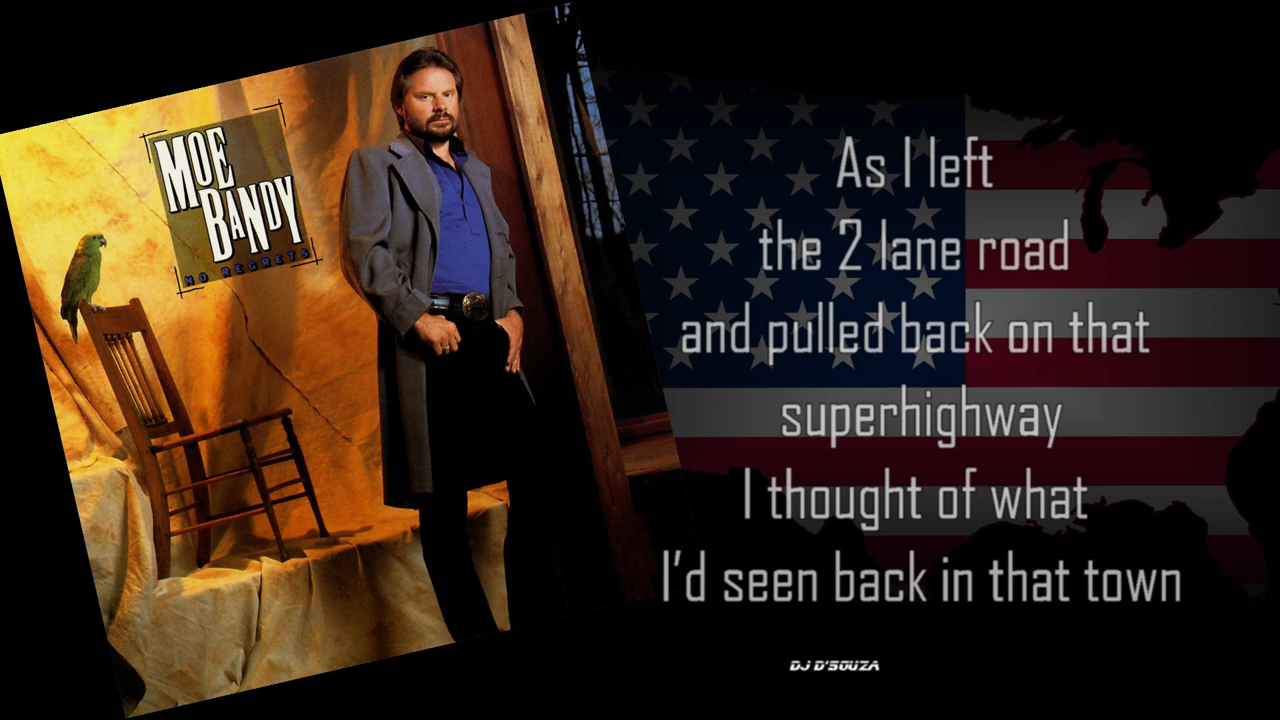 MOE
BANDY
NO REGRETS
As I left
the 2 lane road
and pulled back on that
superhighway
I thought of what
I'd seen back in that town
DJ D'SOUZA